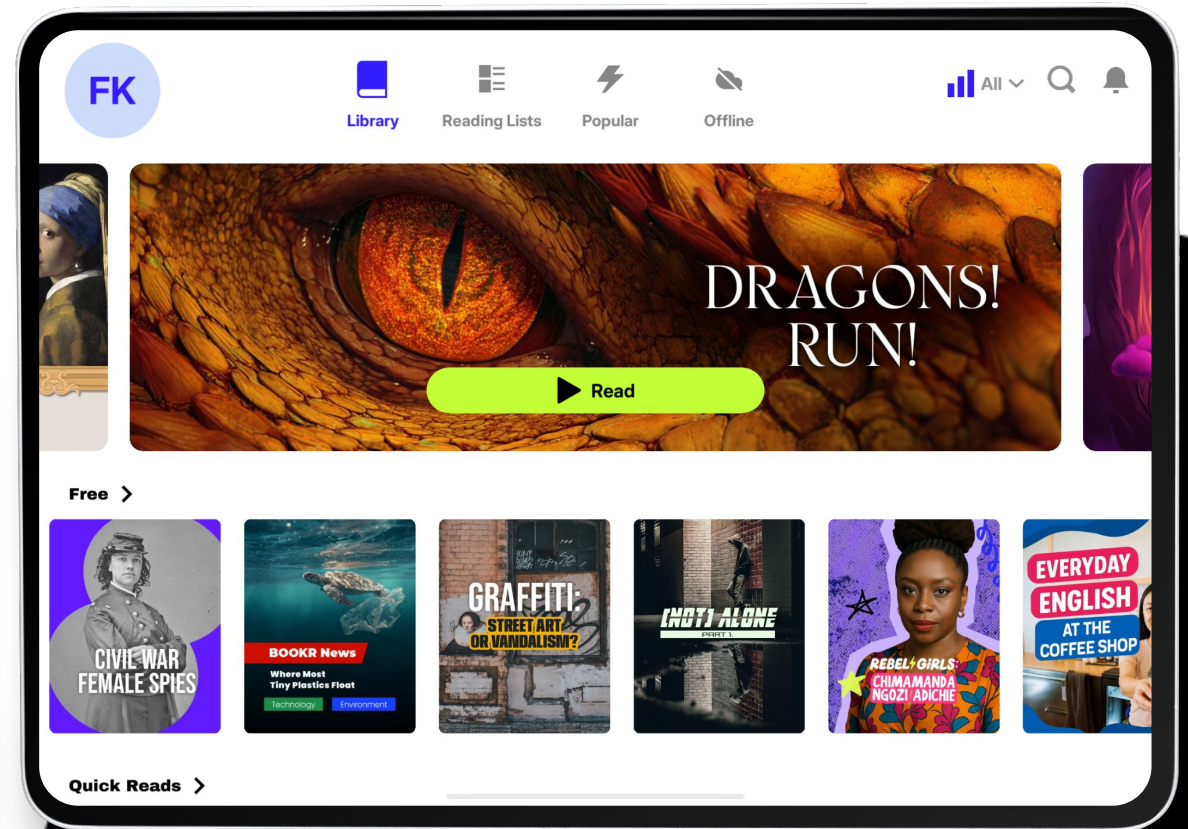 FK
Library
Reading Lists
Popular
Offline
All
DRAGONS!
RUN!
Read
Free
CIVIL WAR
FEMALE SPIES
BOOKR News
Where Most
Tiny Plastics Float
Technology
Environment
GRAFFITI:
STREET ART
OR VANDALISM?
(NOT) ALONE
PART 1.
REBEL GIRLS:
CHIMAMANDA
NGOZI ADICHIE
EVERYDAY
ENGLISH
AT THE
COFFEE SHOP
Quick Reads